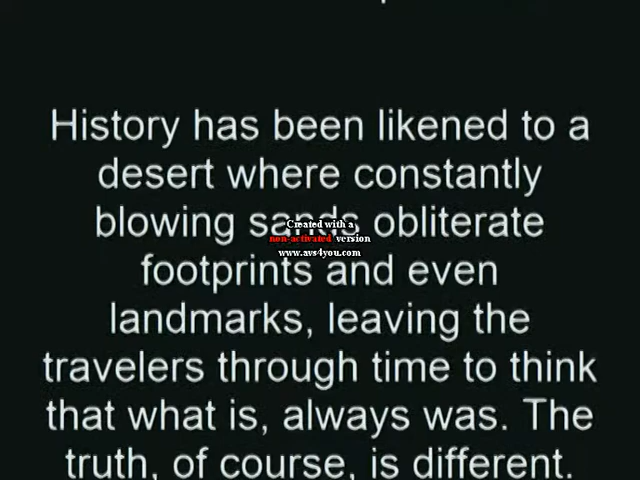 History has been likened to a
desert where constantly
blowing sands obliterate
Created with a
non-activated version
www.avs4you.com
footprints and even
landmarks, leaving the
travelers through time to think
that what is, always was. The
truth, of course, is different.